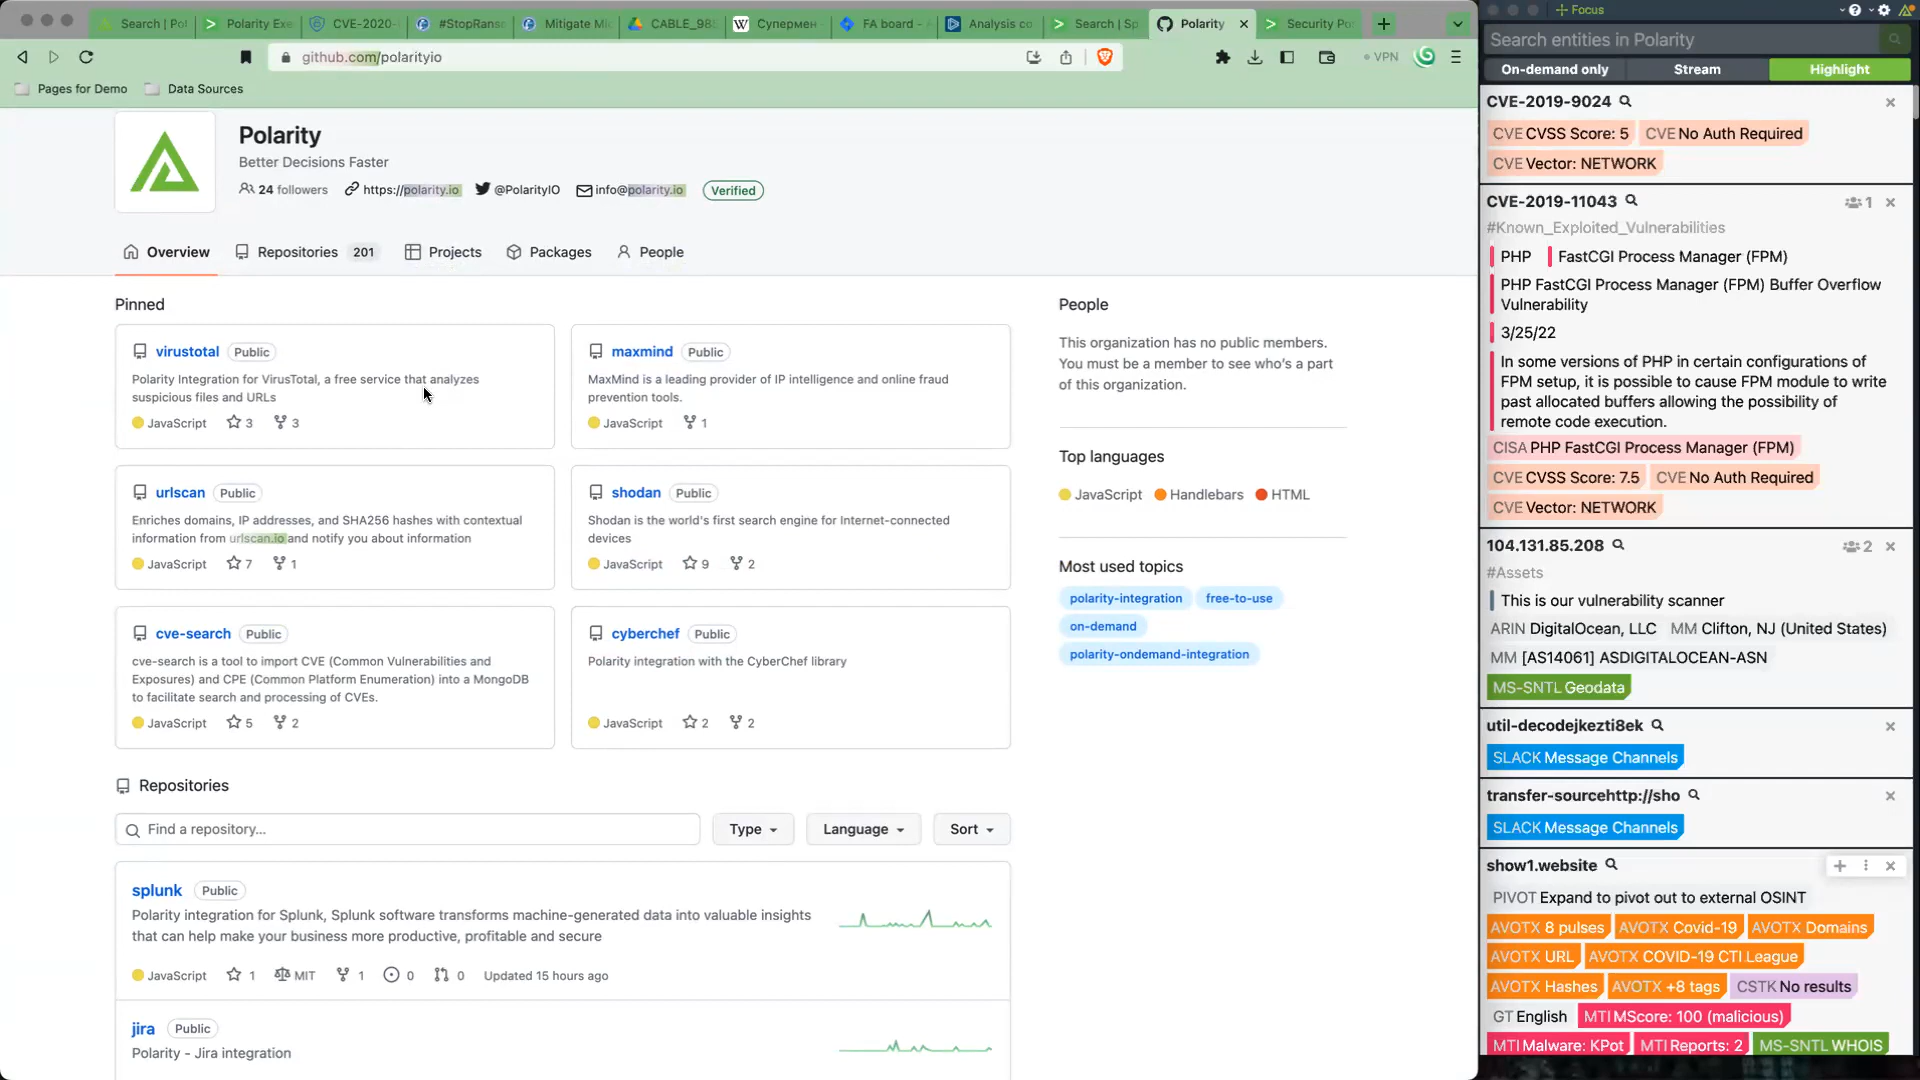 Search | Pol
Polarity Exe
CVE-2020-
#StopRans
Mitigate Mi
CABLE_98
Супермен
FA board -
Analysis co
Search | Sp
Polarity
Security Po
github.com/polarityio
VPN
Pages for Demo
Data Sources
Polarity
Better Decisions Faster
24 followers https://polarity.io @PolarityIO info@polarity.io Verified
Overview Repositories 201 Projects Packages People
Pinned
virustotal Public
Polarity Integration for VirusTotal, a free service that analyzes
suspicious files and URLs
JavaScript 3 3
maxmind Public
MaxMind is a leading provider of IP intelligence and online fraud
prevention tools.
JavaScript 1
urlscan Public
Enriches domains, IP addresses, and SHA256 hashes with contextual
information from urlscan.io and notify you about information
JavaScript 7 1
shodan Public
Shodan is the world's first search engine for Internet-connected
devices
JavaScript 9 2
cve-search Public
cve-search is a tool to import CVE (Common Vulnerabilities and
Exposures) and CPE (Common Platform Enumeration) into a MongoDB
to facilitate search and processing of CVEs.
JavaScript 5 2
cyberchef Public
Polarity integration with the CyberChef library
JavaScript 2 2
Repositories
Find a repository...
Type
Language
Sort
splunk Public
Polarity integration for Splunk, Splunk software transforms machine-generated data into valuable insights
that can help make your business more productive, profitable and secure
JavaScript 1 MIT 1 0 0 Updated 15 hours ago
jira Public
Polarity - Jira integration
People
This organization has no public members.
You must be a member to see who's a part
of this organization.
Top languages
JavaScript Handlebars HTML
Most used topics
polarity-integration free-to-use
on-demand
polarity-ondemand-integration
Focus
Search entities in Polarity
On-demand only Stream Highlight
CVE-2019-9024
CVE CVSS Score: 5 CVE No Auth Required
CVE Vector: NETWORK
CVE-2019-11043 1
#Known_Exploited_Vulnerabilities
PHP FastCGI Process Manager (FPM)
PHP FastCGI Process Manager (FPM) Buffer Overflow
Vulnerability
3/25/22
In some versions of PHP in certain configurations of
FPM setup, it is possible to cause FPM module to write
past allocated buffers allowing the possibility of
remote code execution.
CISA PHP FastCGI Process Manager (FPM)
CVE CVSS Score: 7.5 CVE No Auth Required
CVE Vector: NETWORK
104.131.85.208 2
#Assets
This is our vulnerability scanner
ARIN DigitalOcean, LLC MM Clifton, NJ (United States)
MM [AS14061] ASDIGITALOCEAN-ASN
MS-SNTL Geodata
util-decodejkezti8ek
SLACK Message Channels
transfer-sourcehttp://sho
SLACK Message Channels
show1.website
PIVOT Expand to pivot out to external OSINT
AVOTX 8 pulses AVOTX Covid-19 AVOTX Domains
AVOTX URL AVOTX COVID-19 CTI League
AVOTX Hashes AVOTX +8 tags CSTK No results
GT English MTI MScore: 100 (malicious)
MTI Malware: KPot MTI Reports: 2 MS-SNTL WHOIS